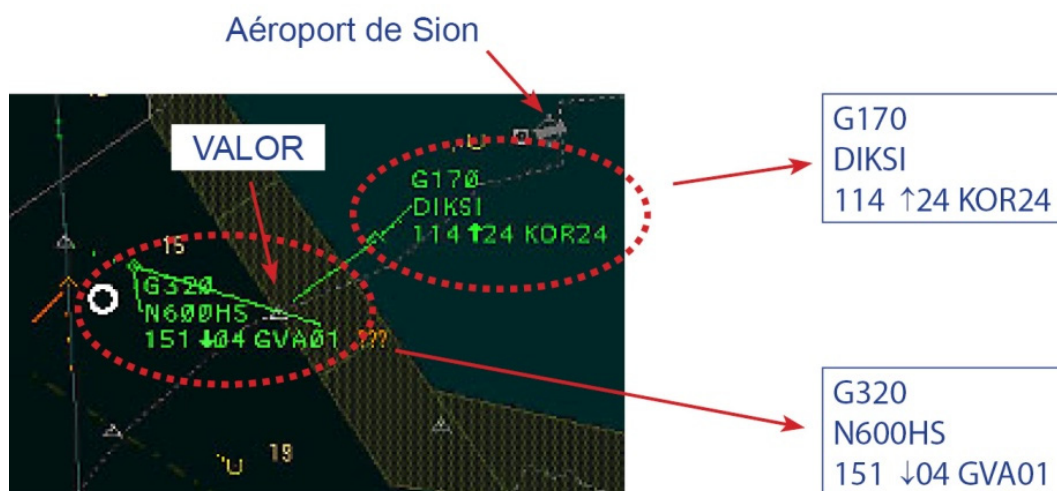 Aéroport de Sion
VALOR
G170
DIKSI
114 ↑24 KOR24
15
G320
N600HS
151 ↓04 GVA01 ???
19
G170
DIKSI
114 ↑24 KOR24
G320
N600HS
151 ↓04 GVA01